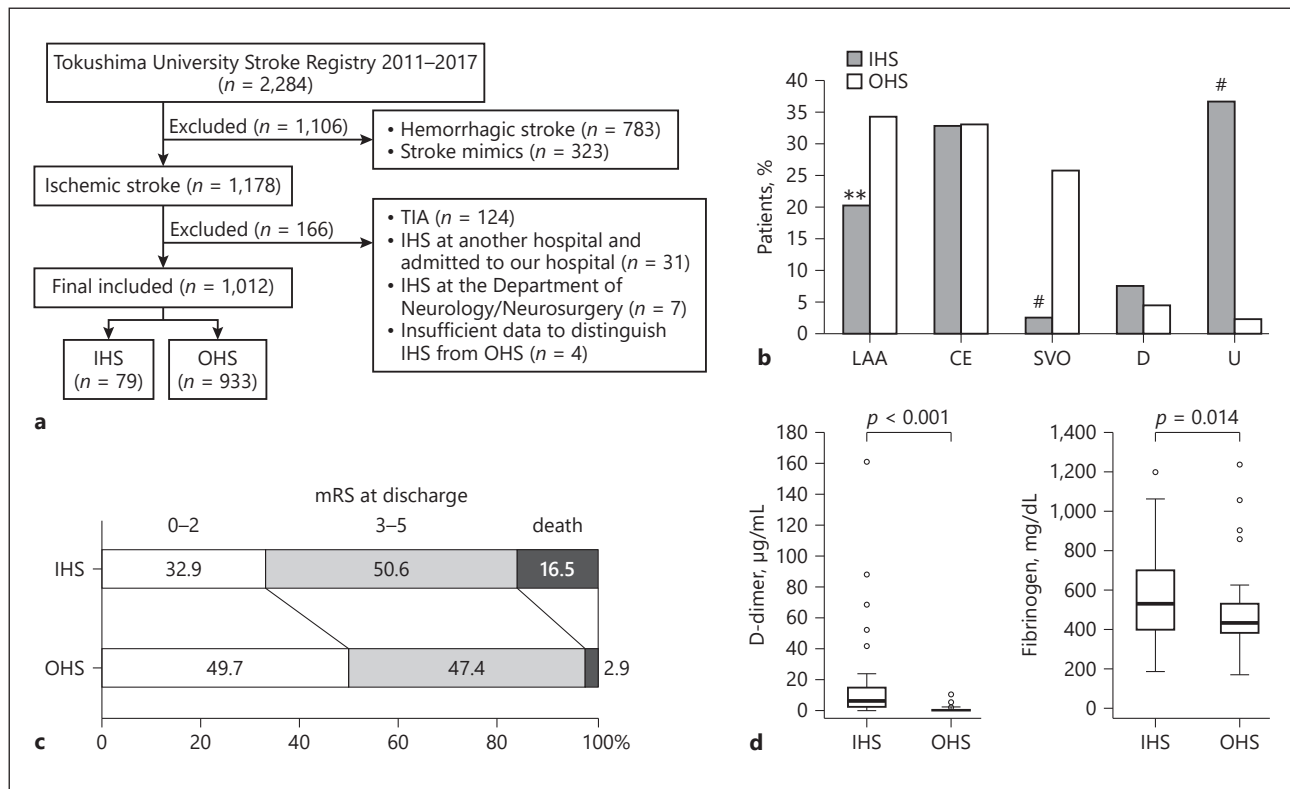 Tokushima University Stroke Registry 2011–2017
(n = 2,284)
Excluded (n = 1,106)
• Hemorrhagic stroke (n = 783)
• Stroke mimics (n = 323)
Ischemic stroke (n = 1,178)
Excluded (n = 166)
• TIA (n = 124)
• IHS at another hospital and
admitted to our hospital (n = 31)
• IHS at the Department of
Neurology/Neurosurgery (n = 7)
• Insufficient data to distinguish
IHS from OHS (n = 4)
Final included (n = 1,012)
IHS
(n = 79)
OHS
(n = 933)
a
IHS
OHS
Patients, %
40
35
30
25
20
15
10
5
0
**
#
#
LAA
CE
SVO
D
U
b
mRS at discharge
0–2
3–5
death
IHS
32.9
50.6
16.5
OHS
49.7
47.4
2.9
0
20
40
60
80
100%
c
p < 0.001
D-dimer, µg/mL
180
160
140
120
100
80
60
40
20
0
IHS
OHS
p = 0.014
Fibrinogen, mg/dL
1,400
1,200
1,000
800
600
400
200
0
IHS
OHS
d